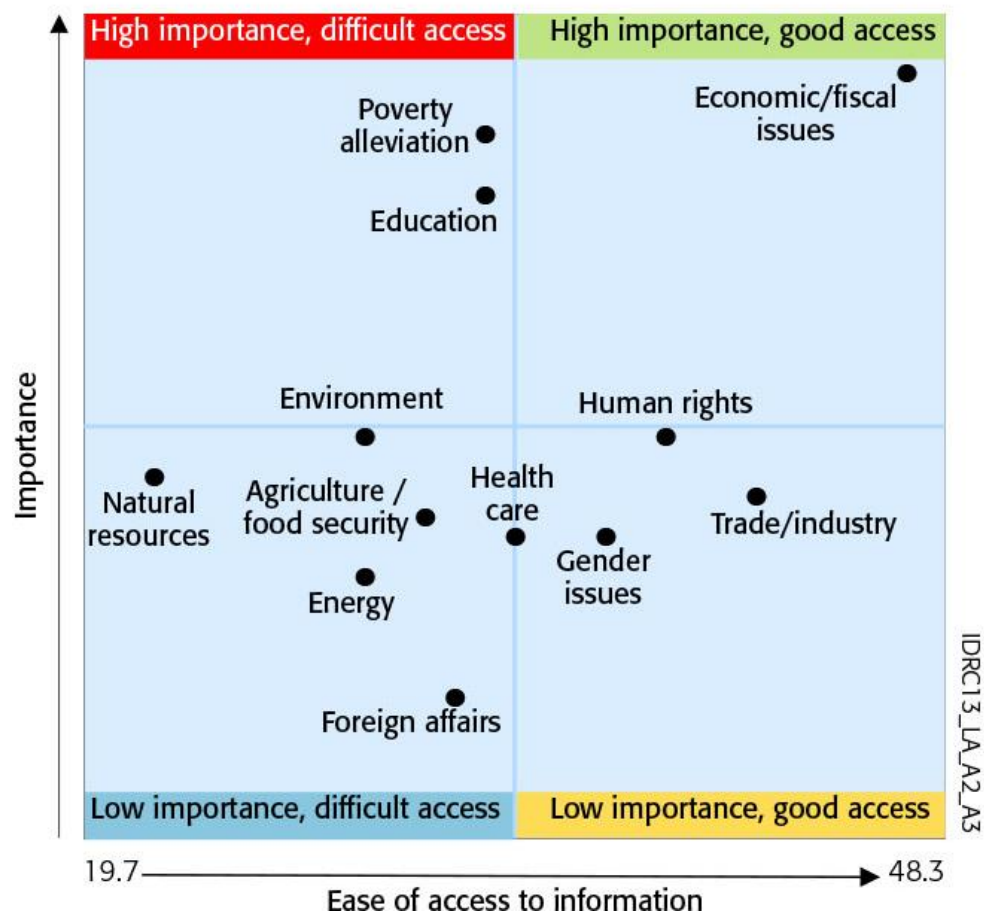 High importance, difficult access
High importance, good access
Economic/fiscal
issues
Poverty
alleviation
Education
Importance
Environment
Human rights
Natural
resources
Agriculture /
food security
Health
care
Trade/industry
Gender
issues
Energy
Foreign affairs
IDRC13_LA_A2_A3
Low importance, difficult access
Low importance, good access
19.7
48.3
Ease of access to information